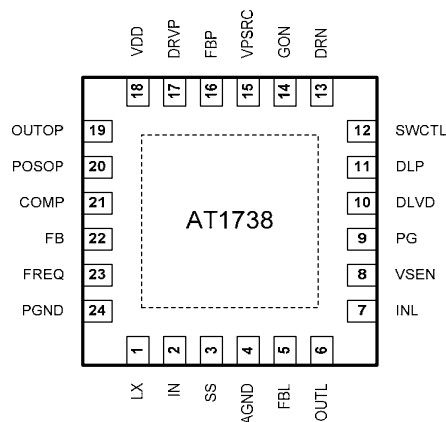 VDD DRVP FBP VPSRC GON DRN
18 17 16 15 14 13
OUTOP 19 12 SWCTL
POSOP 20 11 DLP
COMP 21 10 DLVD
AT1738
FB 22 9 PG
FREQ 23 8 VSEN
PGND 24 7 INL
1 2 3 4 5 6
LX IN SS AGND FBL OUTL